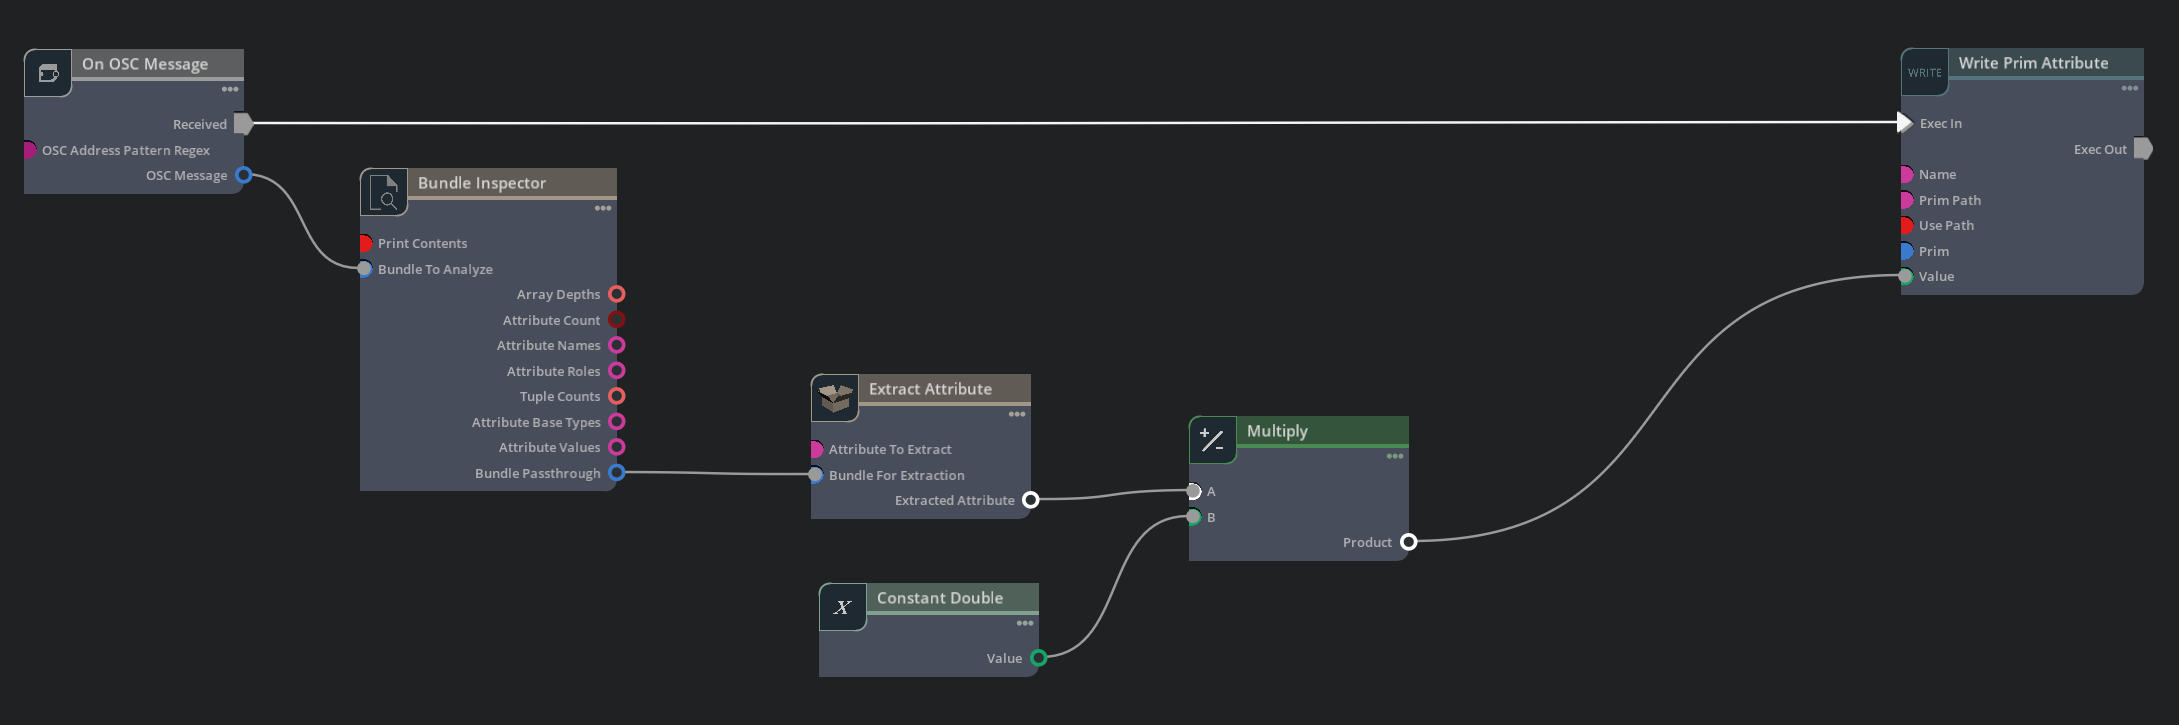 On OSC Message
Received
OSC Address Pattern Regex
OSC Message
Bundle Inspector
Print Contents
Bundle To Analyze
Array Depths
Attribute Count
Attribute Names
Attribute Roles
Tuple Counts
Attribute Base Types
Attribute Values
Bundle Passthrough
Extract Attribute
Attribute To Extract
Bundle For Extraction
Extracted Attribute
X
Constant Double
Value
Multiply
A
B
Product
WRITE
Write Prim Attribute
Exec In
Exec Out
Name
Prim Path
Use Path
Prim
Value